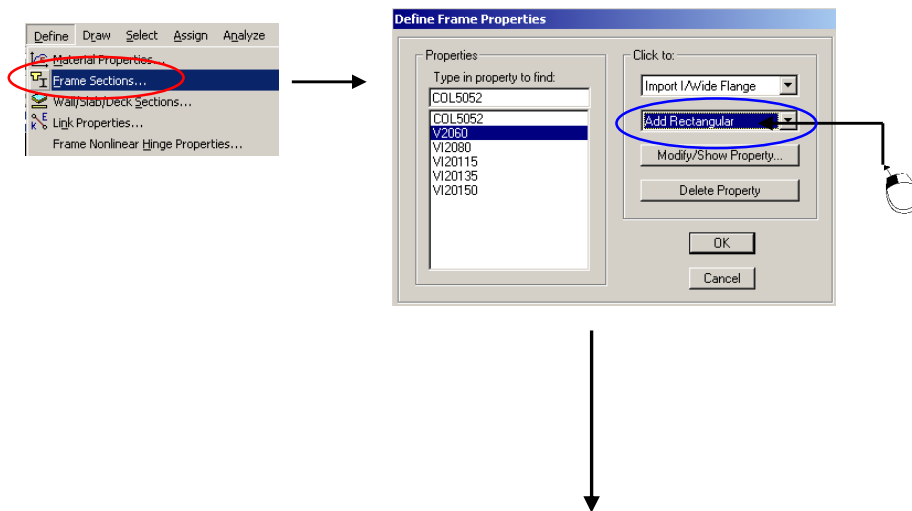 Define Draw Select Assign Analyze
Material Properties...
Frame Sections...
Wall/Slab/Deck Sections...
Link Properties...
Frame Nonlinear Hinge Properties...
Define Frame Properties
Properties
Type in property to find:
COL5052
COL5052
V2060
VI2080
VI20115
VI20135
VI20150
Click to:
Import I/Wide Flange
Add Rectangular
Modify/Show Property...
Delete Property
OK
Cancel